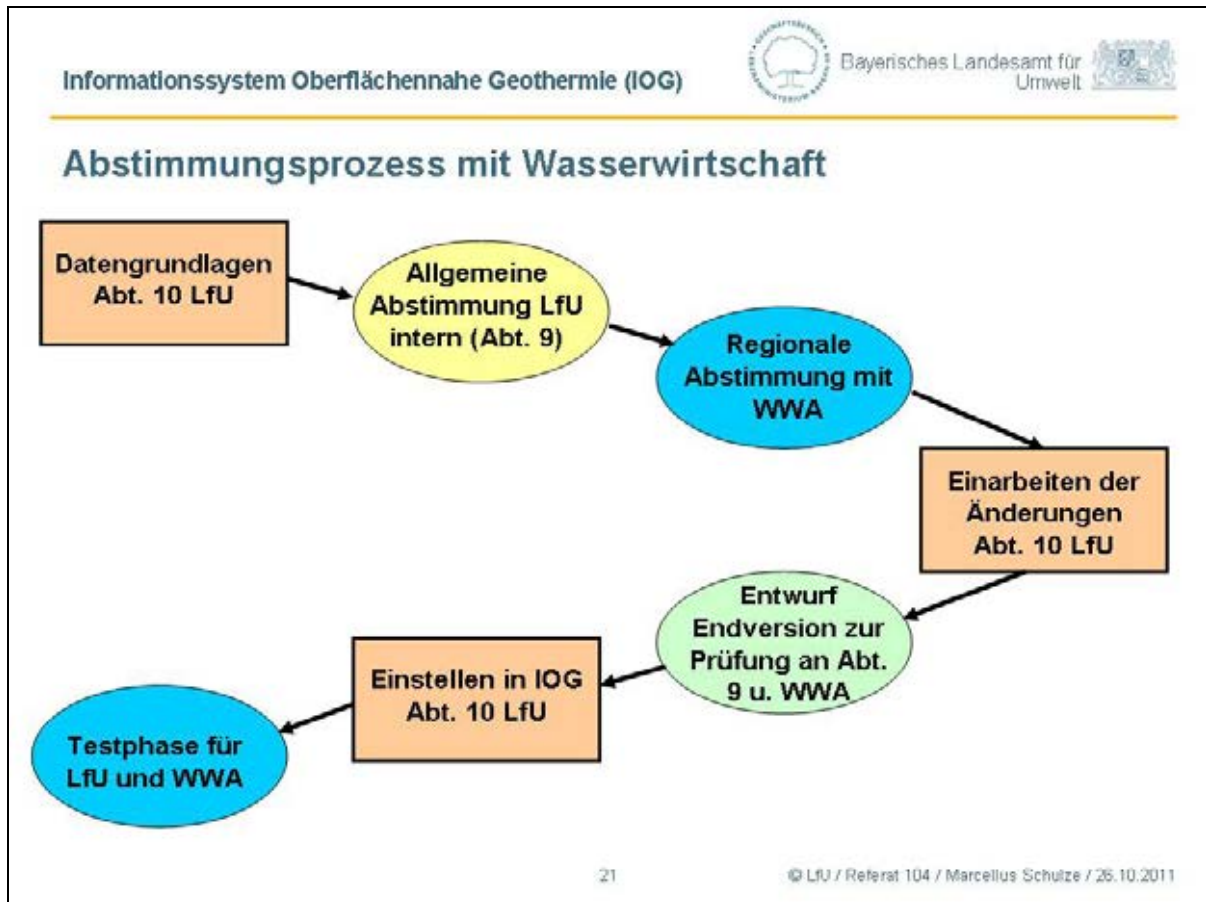 Informationssystem Oberflächennahe Geothermie (IOG)
Bayerisches Landesamt für
Umwelt
Abstimmungsprozess mit Wasserwirtschaft
Datengrundlagen
Abt. 10 LfU
Allgemeine
Abstimmung LfU
intern (Abt. 9)
Regionale
Abstimmung mit
WWA
Einarbeiten der
Änderungen
Abt. 10 LfU
Entwurf
Endversion zur
Prüfung an Abt.
9 u. WWA
Einstellen in IOG
Abt. 10 LfU
Testphase für
LfU und WWA
21
© LfU / Referat 104 / Marcellus Schulze / 26.10.2011